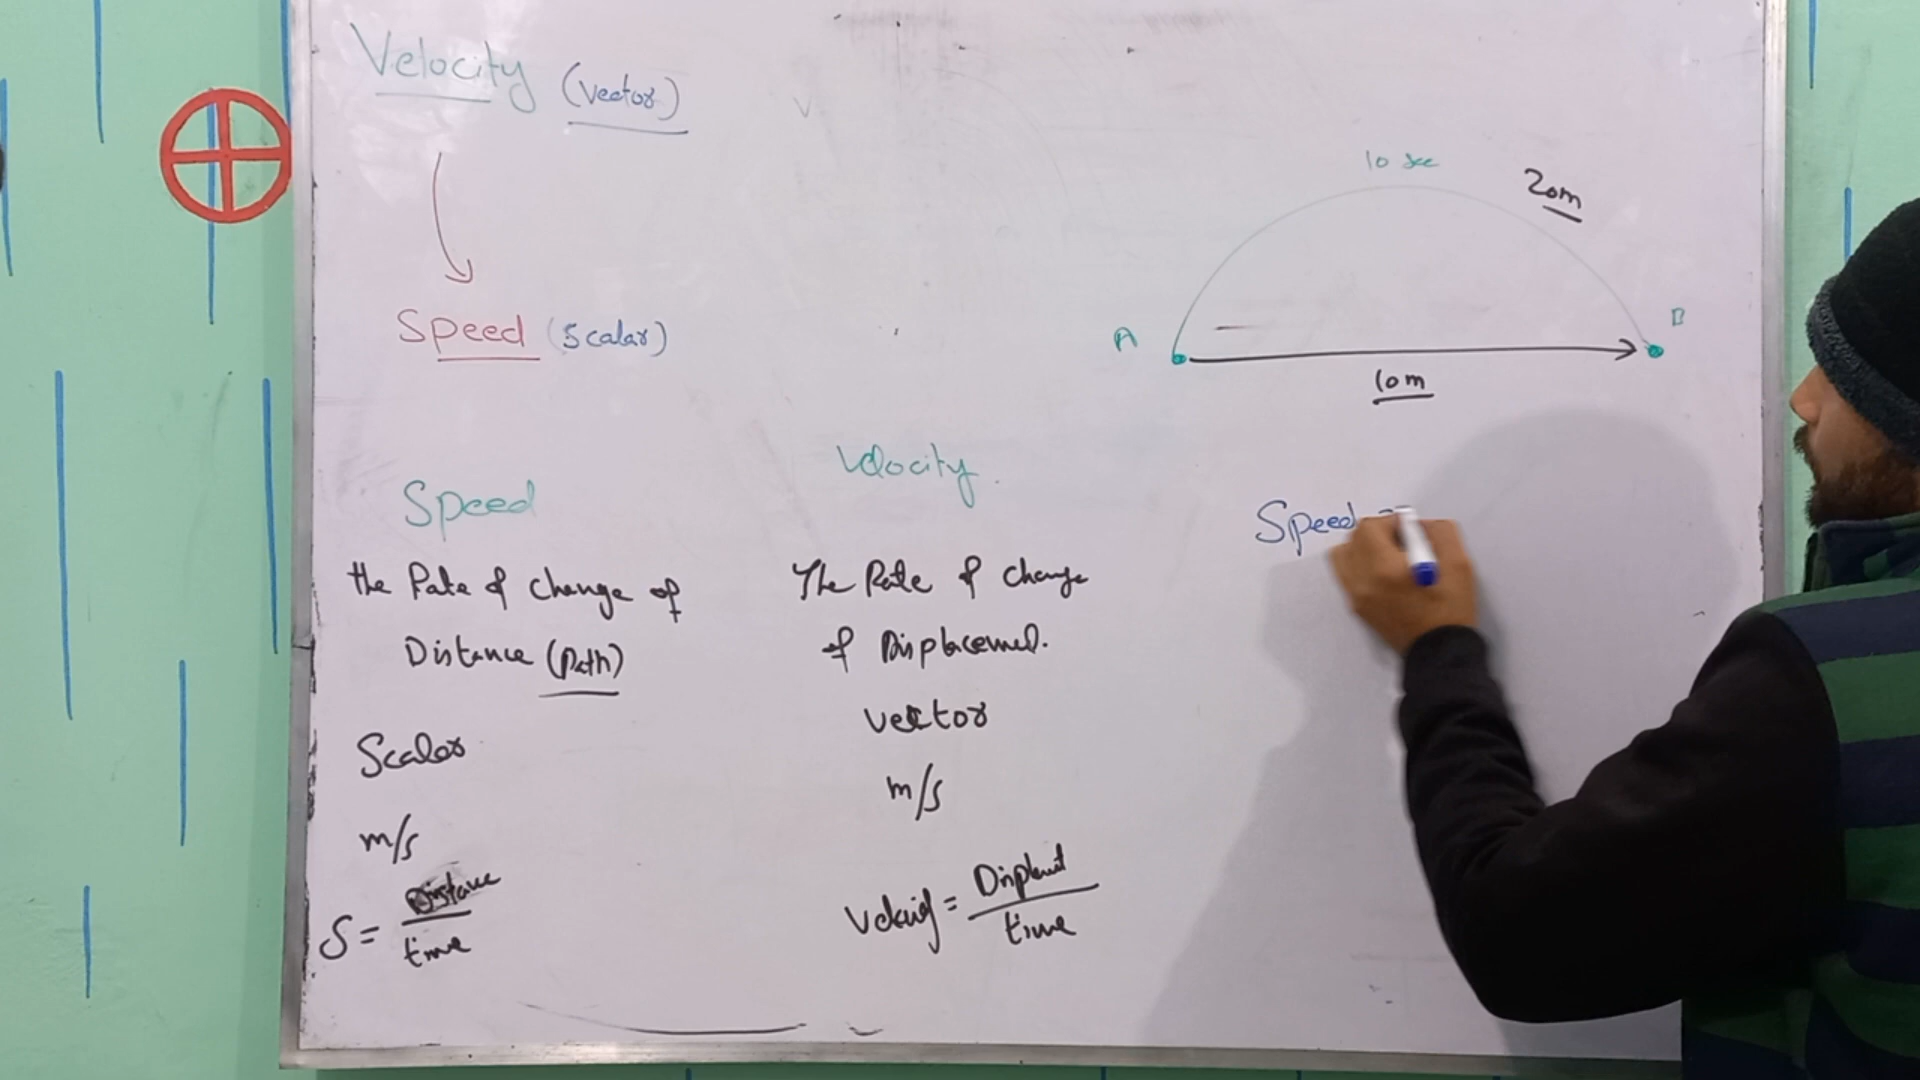 Velocity (Vector)
Speed (Scalar)
10 sec
20m
A
B
10m
Speed
the Rate of change of
Distance (Path)
Scalar
m/s
S = Distance
time
Velocity
The Rate of change
of Displacement.
vector
m/s
Velocity = Displacement
time
Speed =